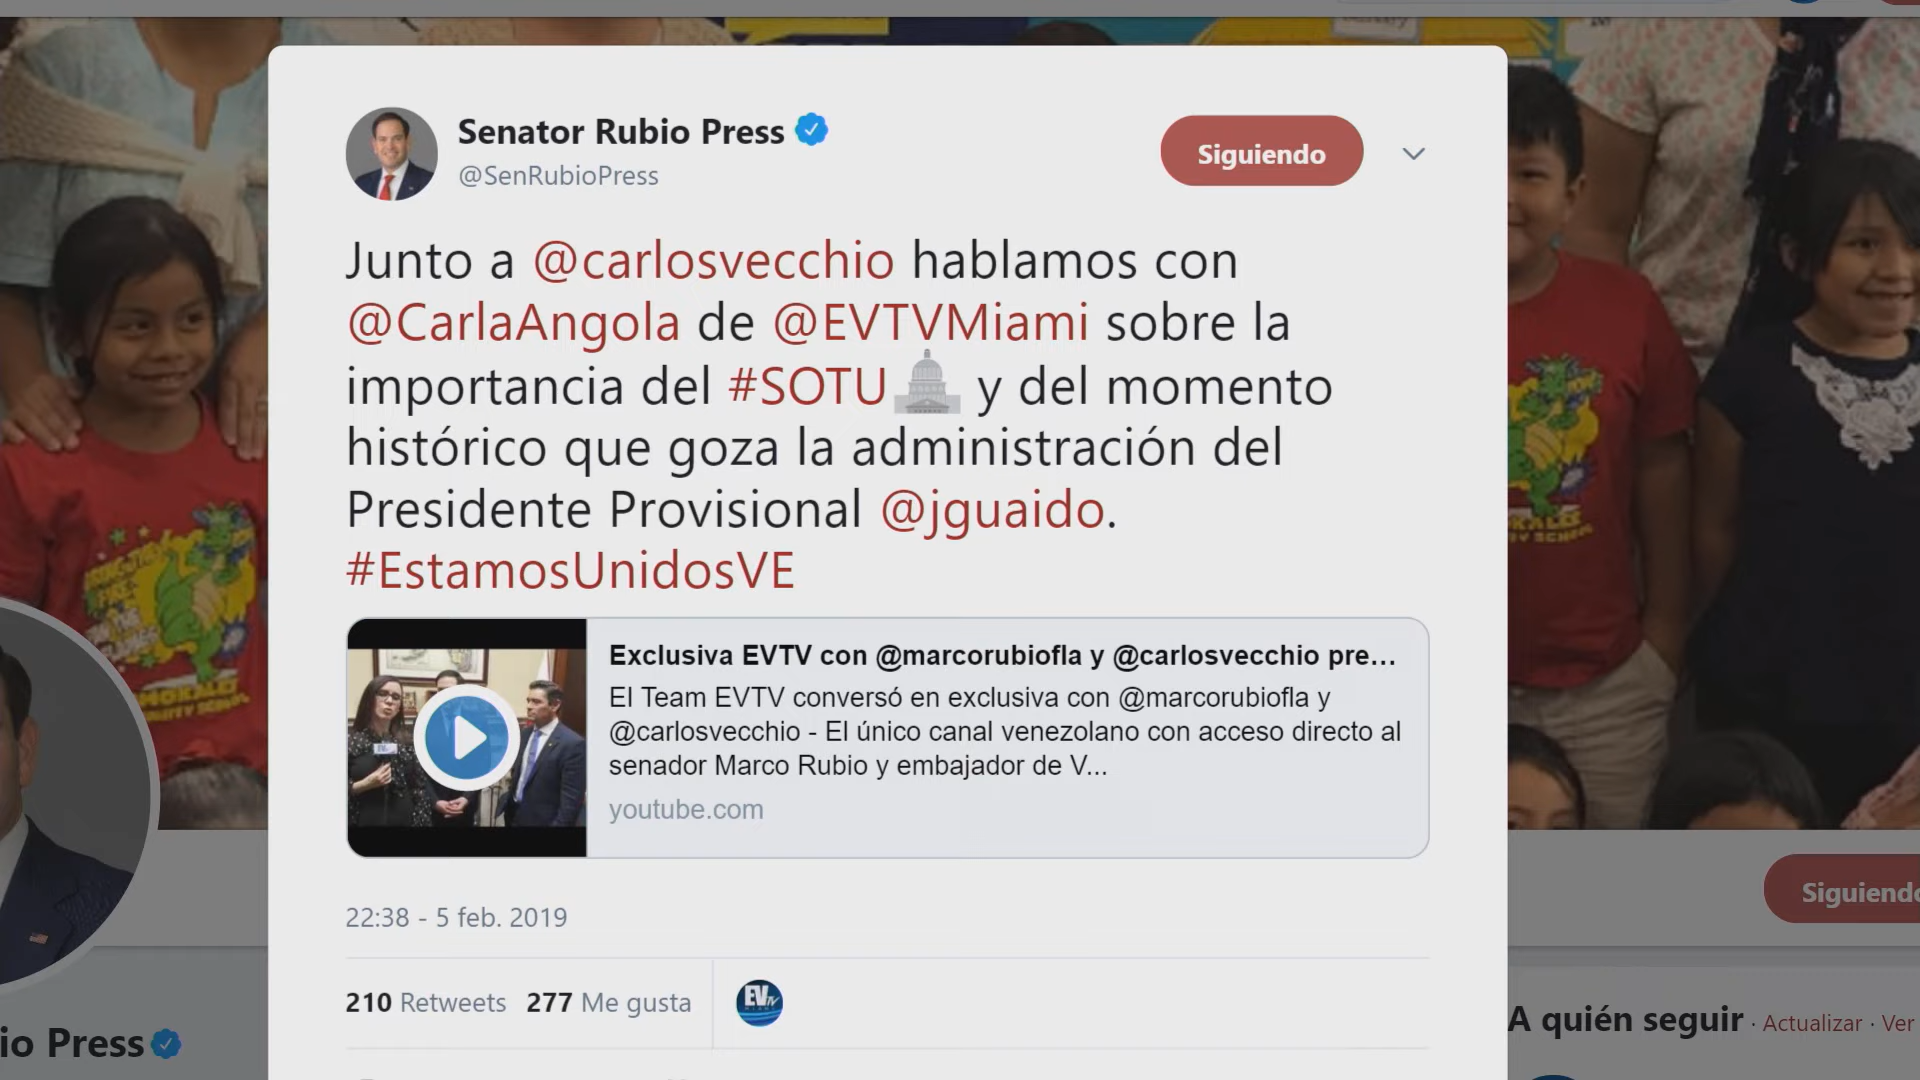 Senator Rubio Press
@SenRubioPress
Siguiendo
Junto a @carlosvecchio hablamos con
@CarlaAngola de @EVTVMiami sobre la
importancia del #SOTU y del momento
histórico que goza la administración del
Presidente Provisional @jguaido.
#EstamosUnidosVE
Exclusiva EVTV con @marcorubiofla y @carlosvecchio pre...
El Team EVTV conversó en exclusiva con @marcorubiofla y
@carlosvecchio - El único canal venezolano con acceso directo al
senador Marco Rubio y embajador de V...
youtube.com
22:38 - 5 feb. 2019
210 Retweets 277 Me gusta
EVTV
Siguiendo
A quién seguir · Actualizar · Ver
io Press